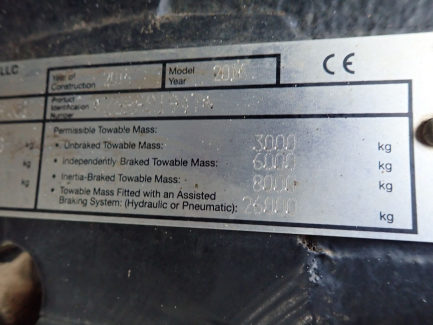 LLC
Year of Construction
Model Year
CE
Product Identification Number
kg
kg
kg
Permissible Towable Mass:
• Unbraked Towable Mass: 3000 kg
• Independently Braked Towable Mass: 6000 kg
• Inertia-Braked Towable Mass: 8000 kg
• Towable Mass Fitted with an Assisted
Braking System: (Hydraulic or Pneumatic): 26000 kg